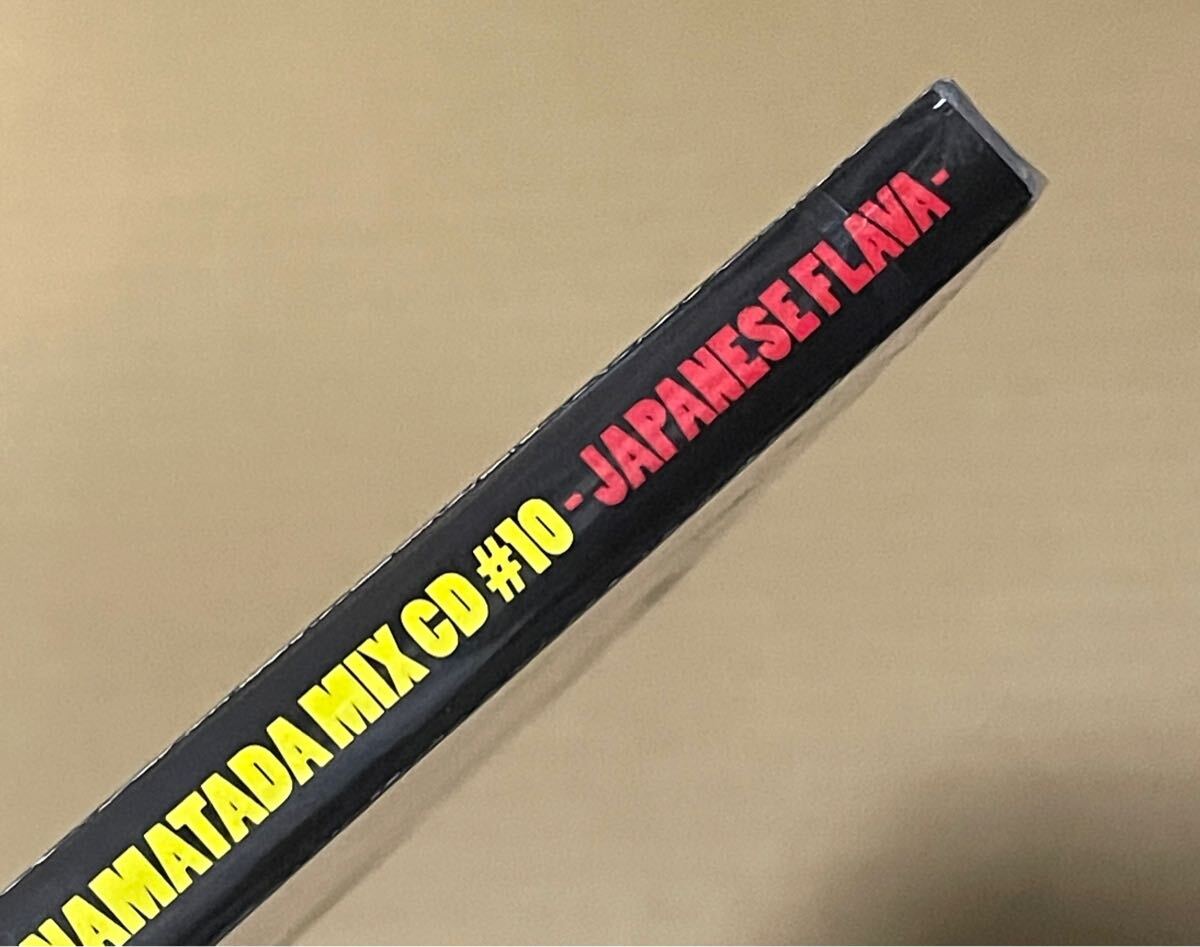 NAMATADA MIX CD #10 - JAPANESE FLAVA -